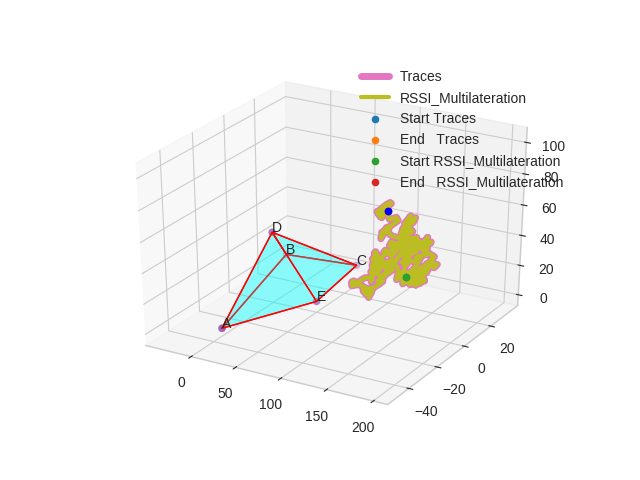 Traces
RSSI_Multilateration
Start Traces
End   Traces
Start RSSI_Multilateration
End   RSSI_Multilateration
100
80
60
40
20
0
D
B
C
E
A
20
0
−20
−40
0
50
100
150
200